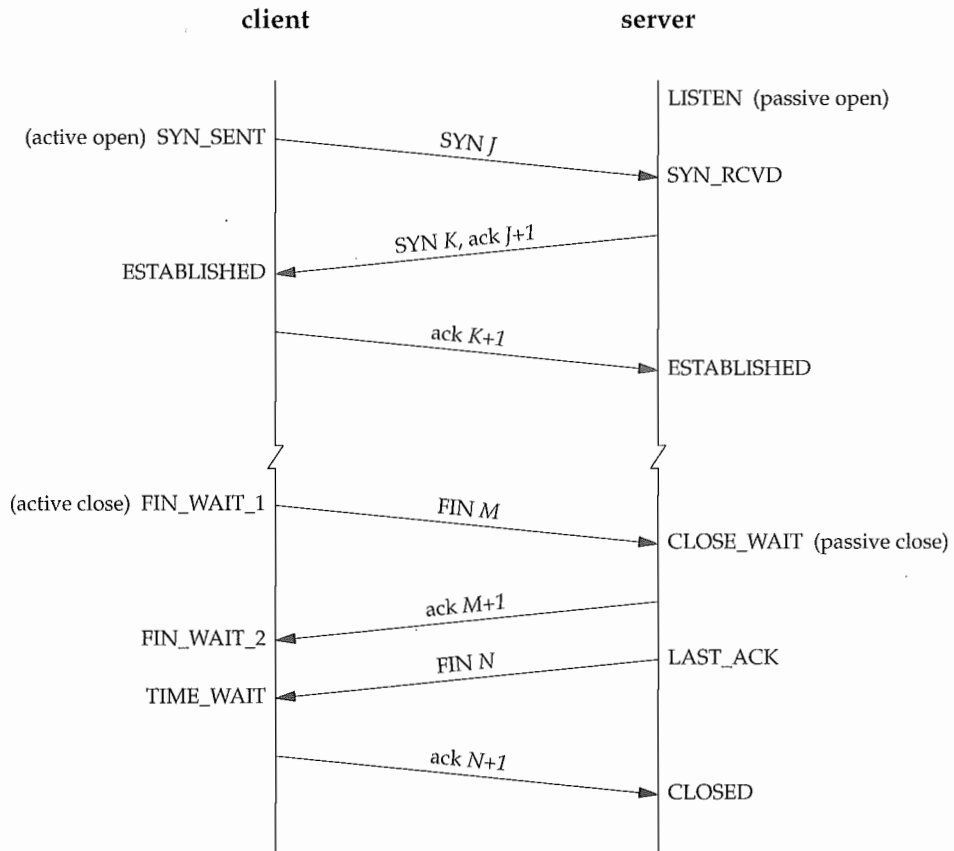 client server
LISTEN (passive open)
(active open) SYN_SENT
SYN J
SYN_RCVD
SYN K, ack J+1
ESTABLISHED
ack K+1
ESTABLISHED
(active close) FIN_WAIT_1
FIN M
CLOSE_WAIT (passive close)
ack M+1
FIN_WAIT_2
FIN N
LAST_ACK
TIME_WAIT
ack N+1
CLOSED